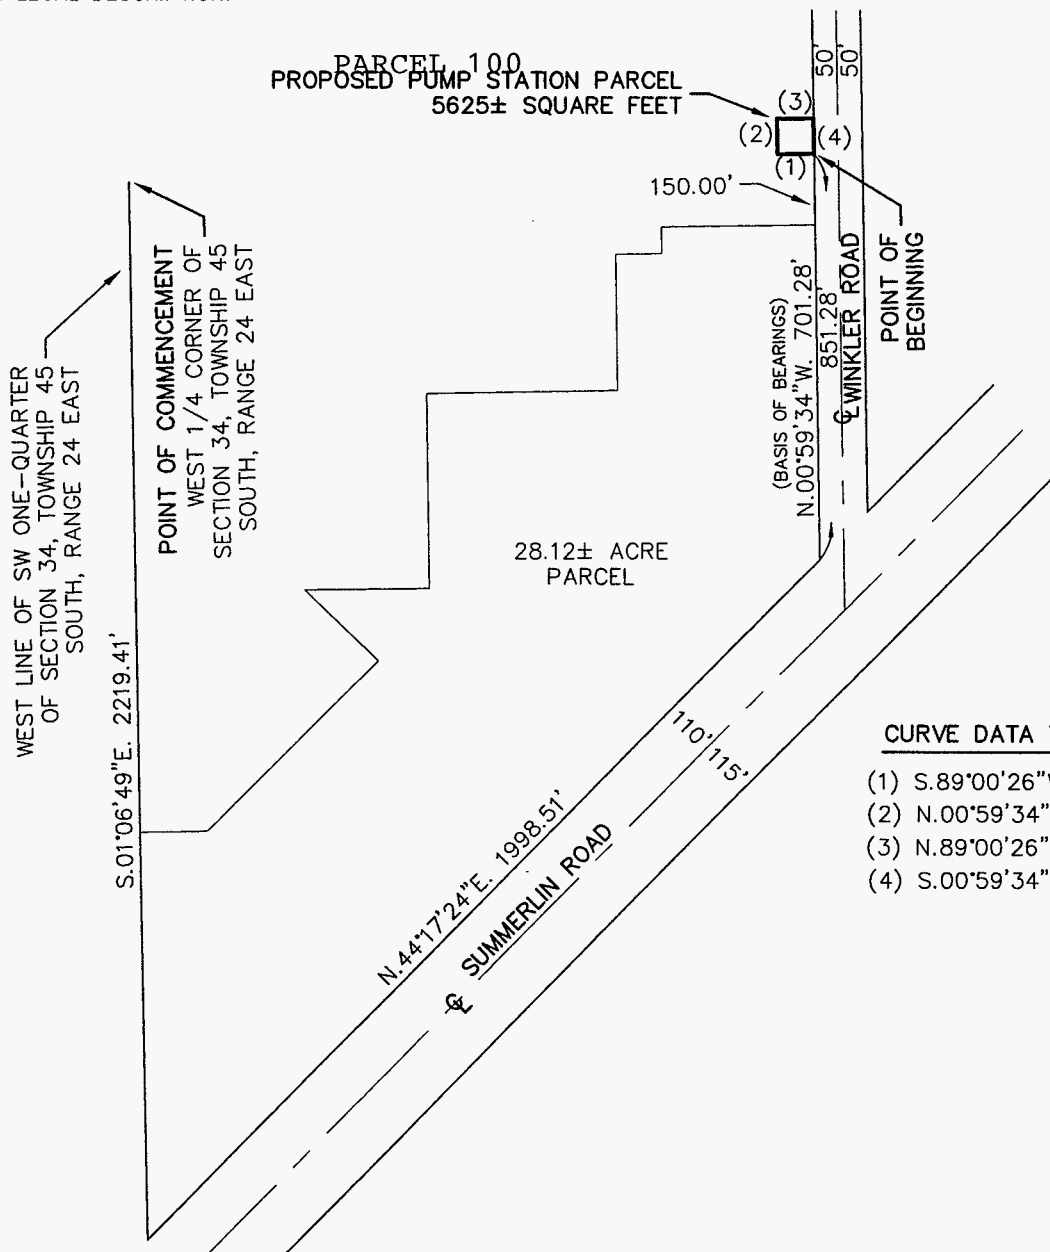 PARCEL 100
PROPOSED PUMP STATION PARCEL
5625± SQUARE FEET
50'
50'
(3)
(2)
(4)
(1)
150.00'
POINT OF
BEGINNING
℄ WINKLER ROAD
(BASIS OF BEARINGS)
N.00°59'34"W. 701.28'
851.28'
WEST LINE OF SW ONE-QUARTER
OF SECTION 34, TOWNSHIP 45
SOUTH, RANGE 24 EAST
POINT OF COMMENCEMENT
WEST 1/4 CORNER OF
SECTION 34, TOWNSHIP 45
SOUTH, RANGE 24 EAST
28.12± ACRE
PARCEL
S.01°06'49"E. 2219.41'
110'
115'
N.44°17'24"E. 1998.51'
℄ SUMMERLIN ROAD
CURVE DATA
(1) S.89°00'26"
(2) N.00°59'34"
(3) N.89°00'26"
(4) S.00°59'34"